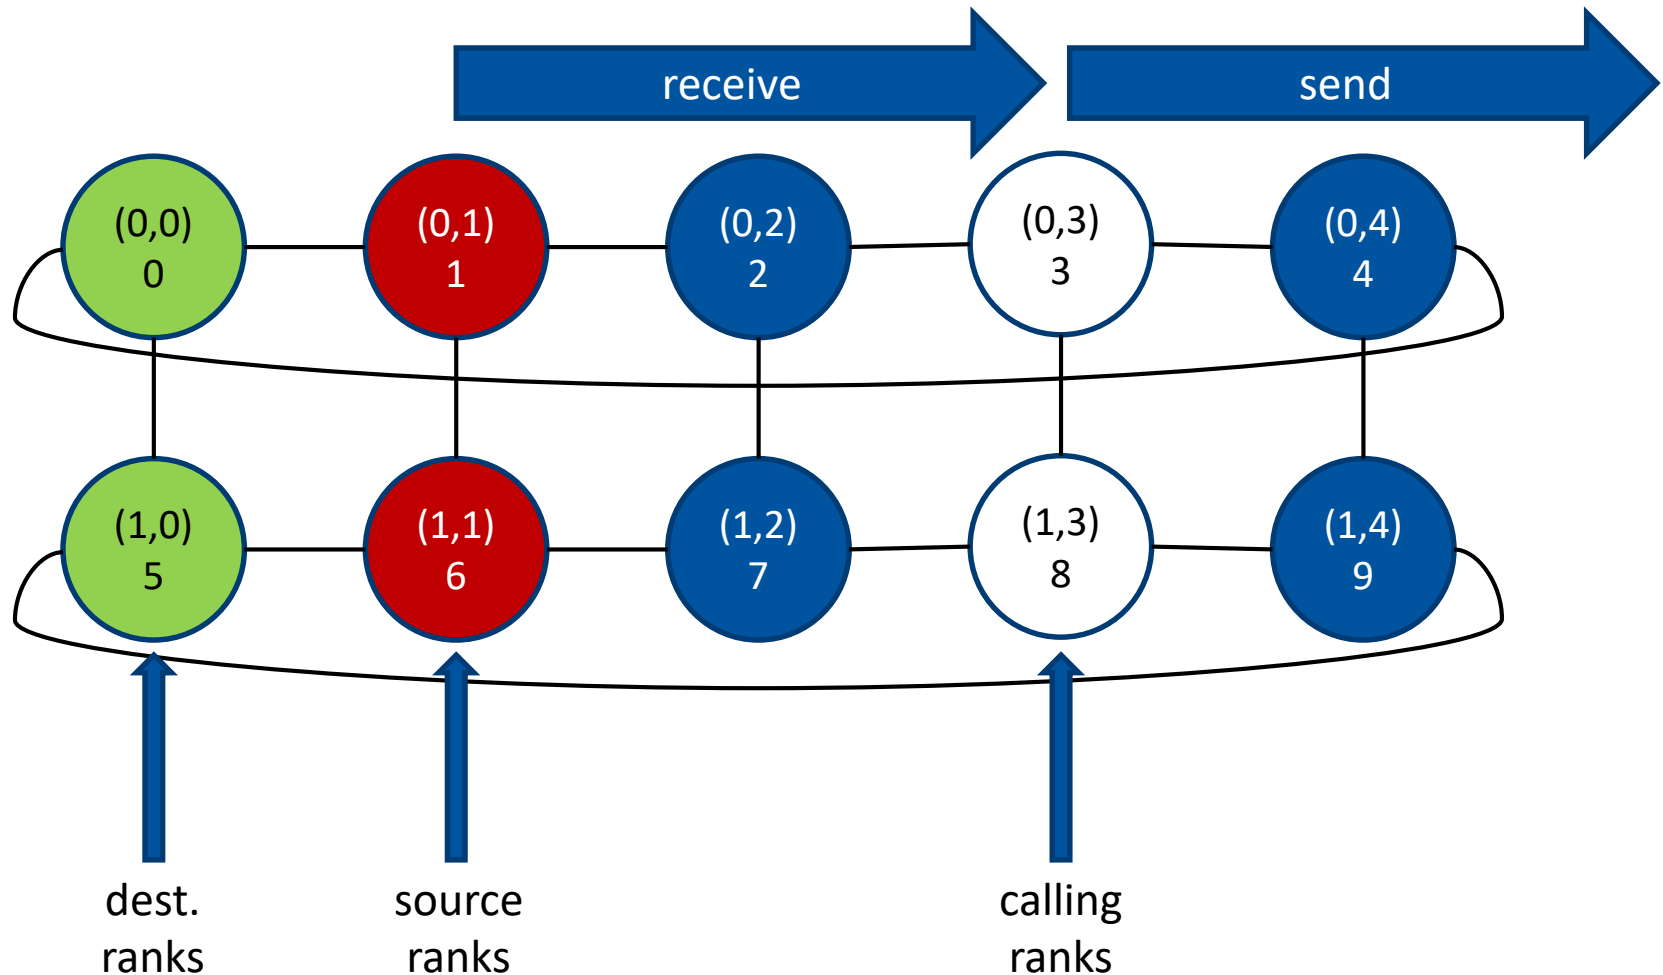 receive
send
(0,0)
0
(0,1)
1
(0,2)
2
(0,3)
3
(0,4)
4
(1,0)
5
(1,1)
6
(1,2)
7
(1,3)
8
(1,4)
9
dest.
ranks
source
ranks
calling
ranks